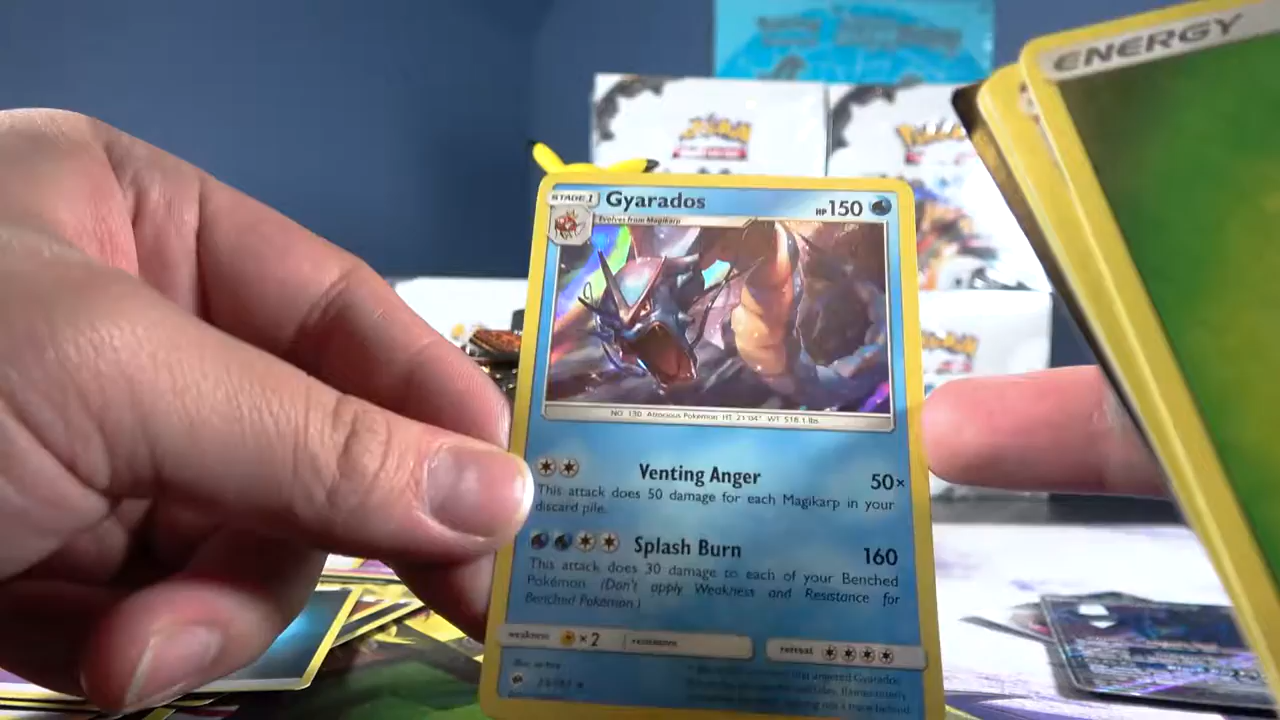 ENERGY
POKéMON
STAGE 1 Gyarados HP 150
Evolves from Magikarp
NO. 130 Atrocious Pokémon HT: 21'04" WT: 518.1 lbs.
Venting Anger 50×
This attack does 50 damage for each Magikarp in your
discard pile.
Splash Burn 160
This attack does 30 damage to each of your Benched
Pokémon. (Don't apply Weakness and Resistance for
Benched Pokémon.)
weakness ×2 resistance retreat